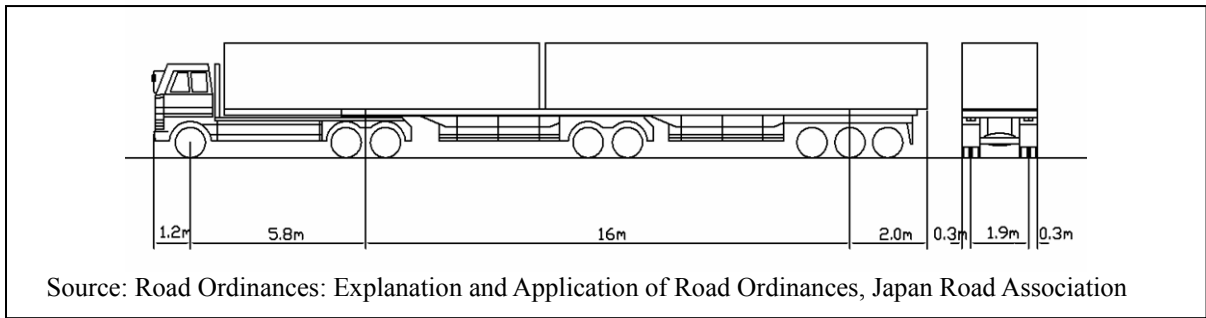 1.2m 5.8m 16m 2.0m 0.3m 1.9m 0.3m
Source: Road Ordinances: Explanation and Application of Road Ordinances, Japan Road Association